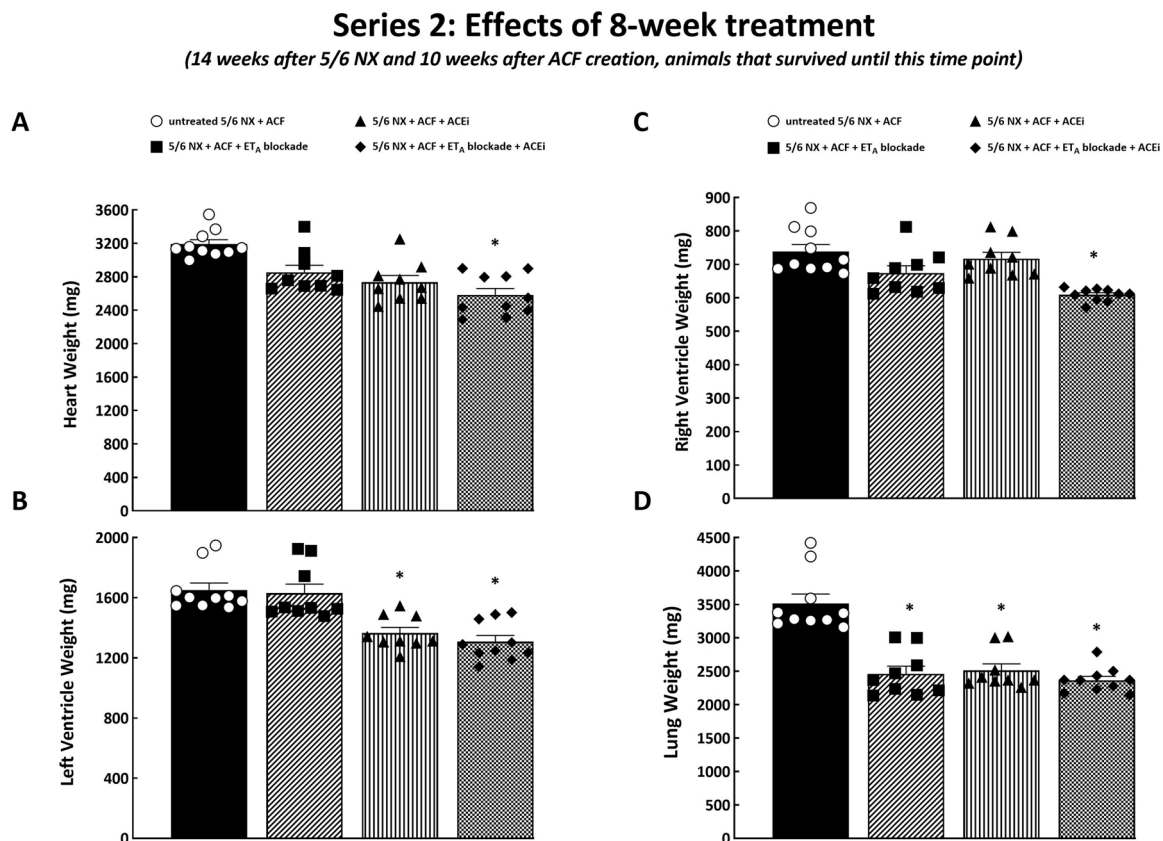 Series 2: Effects of 8-week treatment
(14 weeks after 5/6 NX and 10 weeks after ACF creation, animals that survived until this time point)
A
untreated 5/6 NX + ACF
5/6 NX + ACF + ACEi
5/6 NX + ACF + ETA blockade
5/6 NX + ACF + ETA blockade + ACEi
Heart Weight (mg)
3600
3200
2800
2400
2000
1600
1200
800
400
0
*
B
Left Ventricle Weight (mg)
2000
1600
1200
800
400
0
*
*
C
untreated 5/6 NX + ACF
5/6 NX + ACF + ACEi
5/6 NX + ACF + ETA blockade
5/6 NX + ACF + ETA blockade + ACEi
Right Ventricle Weight (mg)
900
800
700
600
500
400
300
200
100
0
*
D
Lung Weight (mg)
4500
4000
3500
3000
2500
2000
1500
1000
500
0
*
*
*